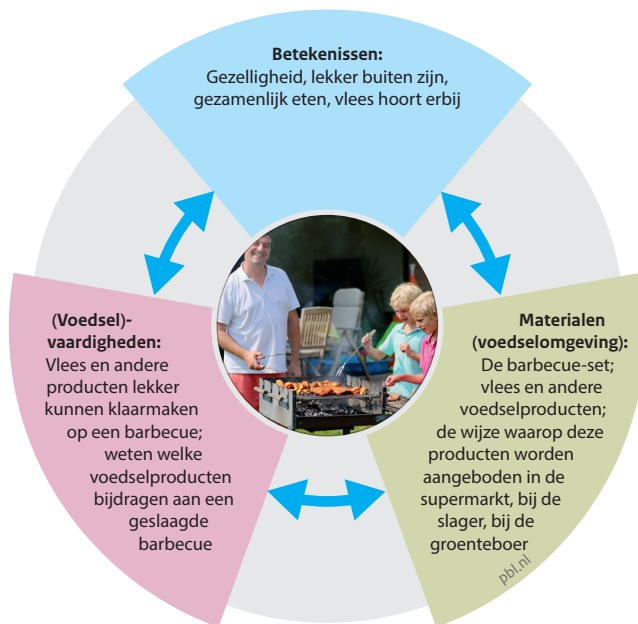 Betekenissen:
Gezelligheid, lekker buiten zijn,
gezamenlijk eten, vlees hoort erbij
(Voedsel)-
vaardigheden:
Vlees en andere
producten lekker
kunnen klaarmaken
op een barbecue;
weten welke
voedselproducten
bijdragen aan een
geslaagde
barbecue
Materialen
(voedselomgeving):
De barbecue-set;
vlees en andere
voedselproducten;
de wijze waarop deze
producten worden
aangeboden in de
supermarkt, bij de
slager, bij de
groenteboer
pbl.nl